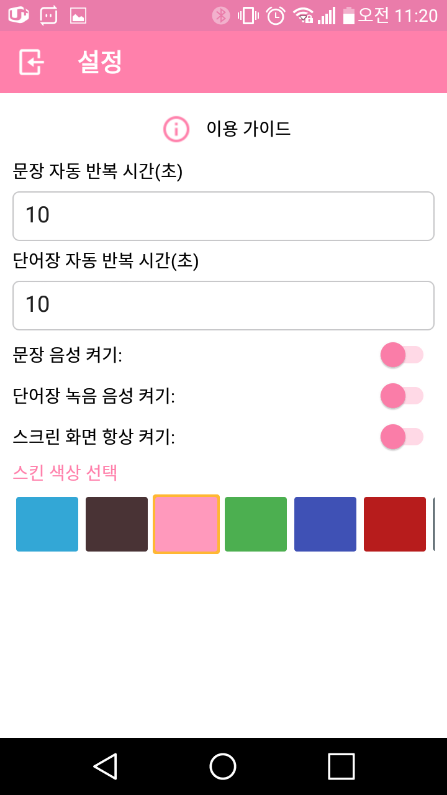 오전 11:20
설정
이용 가이드
문장 자동 반복 시간(초)
10
단어장 자동 반복 시간(초)
10
문장 음성 켜기:
단어장 녹음 음성 켜기:
스크린 화면 항상 켜기:
스킨 색상 선택